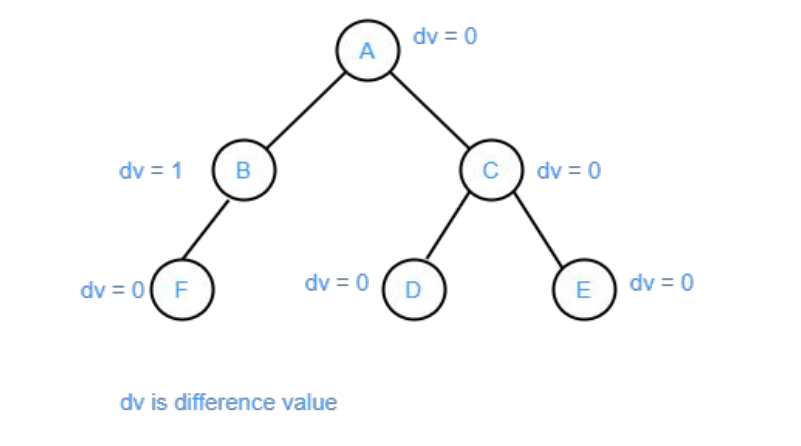 A
dv = 0
dv = 1
B
C
dv = 0
dv = 0
F
dv = 0
D
E
dv = 0
dv is difference value